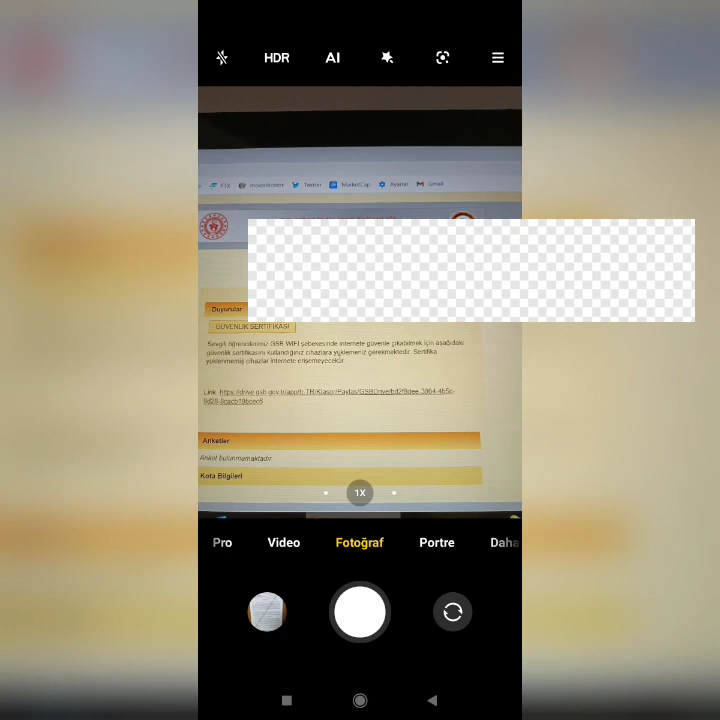 HDR
AI
FTX
Twitter
MarketCap
Ayarlar
Gmail
Duyurular
GÜVENLİK SERTİFİKASI
Sevgili öğrencilerimiz GSB WIFI şebekesinde internete güvenle çıkabilmek için aşağıdaki
güvenlik sertifikasını kullandığınız cihazlara yüklemeniz gerekmektedir. Sertifika
yüklenmemiş cihazlar internete erişemeyecektir.
Link:
Anketler
Anket bulunmamaktadır
Kota Bilgileri
1X
Pro
Video
Fotoğraf
Portre
Daha